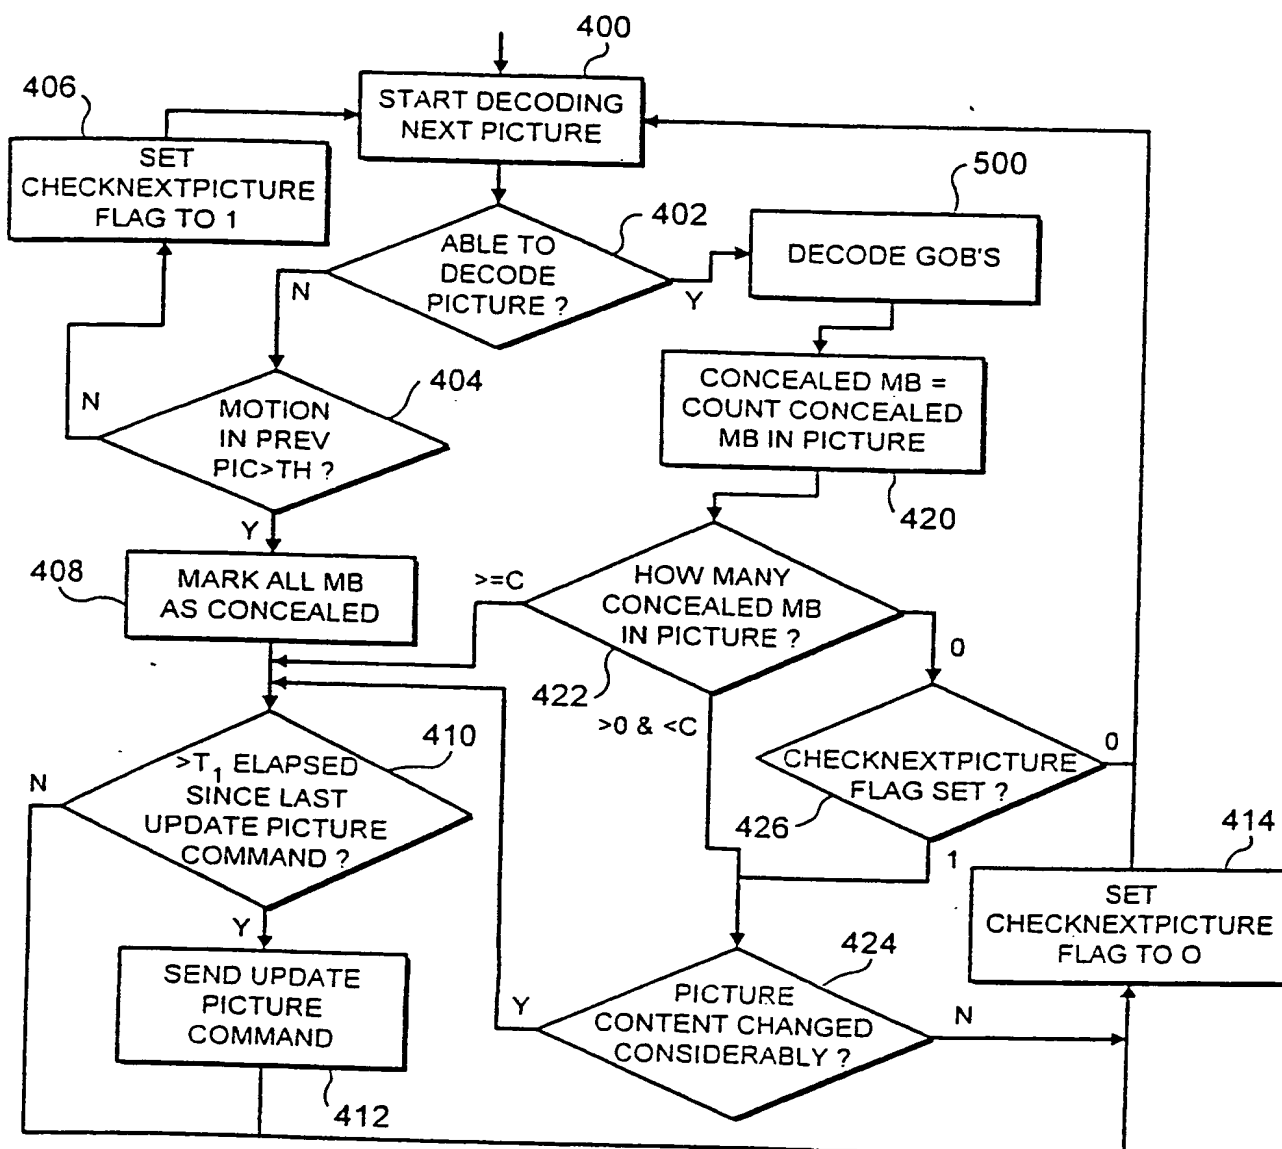 400
START DECODING
NEXT PICTURE
406
SET
CHECKNEXTPICTURE
FLAG TO 1
402
ABLE TO
DECODE
PICTURE ?
N
Y
500
DECODE GOB'S
404
MOTION
IN PREV
PIC>TH ?
N
Y
CONCEALED MB =
COUNT CONCEALED
MB IN PICTURE
420
408
MARK ALL MB
AS CONCEALED
HOW MANY
CONCEALED MB
IN PICTURE ?
>=C
0
422
>0 & <C
410
>T1 ELAPSED
SINCE LAST
UPDATE PICTURE
COMMAND ?
N
Y
CHECKNEXTPICTURE
FLAG SET ?
0
426
1
414
SET
CHECKNEXTPICTURE
FLAG TO O
SEND UPDATE
PICTURE
COMMAND
412
424
PICTURE
CONTENT CHANGED
CONSIDERABLY ?
Y
N